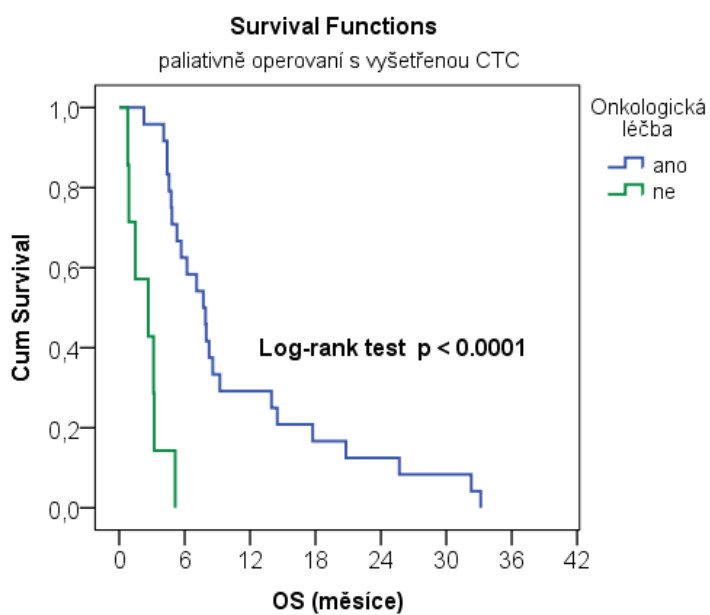 Survival Functions
paliativně operovaní s vyšetřenou CTC
Onkologická
léčba
ano
ne
Cum Survival
1,0
0,8
0,6
0,4
0,2
0,0
Log-rank test p < 0.0001
0 6 12 18 24 30 36 42
OS (měsíce)